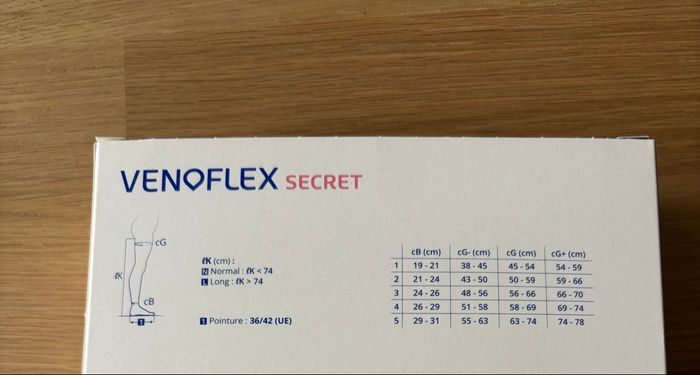 VENOFLEX SECRET
cG
ℓK
cB
1
ℓK (cm) :
N Normal : ℓK < 74
L Long : ℓK > 74
1 Pointure : 36/42 (UE)
cB (cm) cG- (cm) cG (cm) cG+ (cm)
1 19 - 21 38 - 45 45 - 54 54 - 59
2 21 - 24 43 - 50 50 - 59 59 - 66
3 24 - 26 48 - 56 56 - 66 66 - 70
4 26 - 29 51 - 58 58 - 69 69 - 74
5 29 - 31 55 - 63 63 - 74 74 - 78